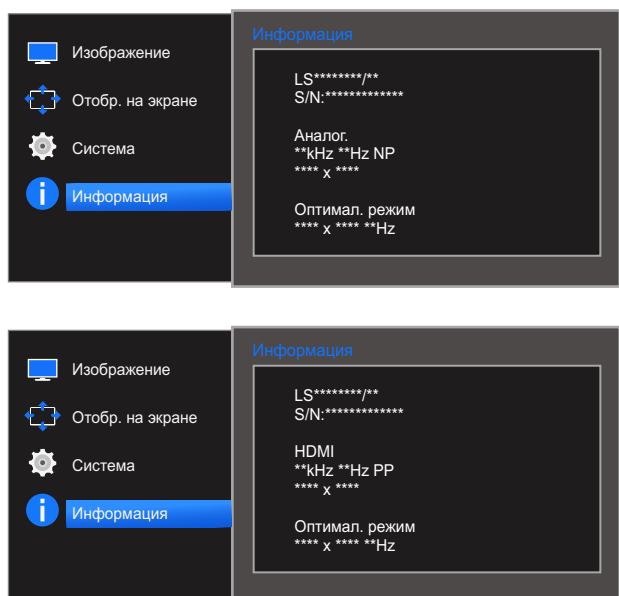 Изображение
Отобр. на экране
Система
Информация
Информация
LS********/**
S/N:*************
Аналог.
**kHz **Hz NP
**** x ****
Оптимал. режим
**** x **** **Hz
Изображение
Отобр. на экране
Система
Информация
Информация
LS********/**
S/N:*************
HDMI
**kHz **Hz PP
**** x ****
Оптимал. режим
**** x **** **Hz